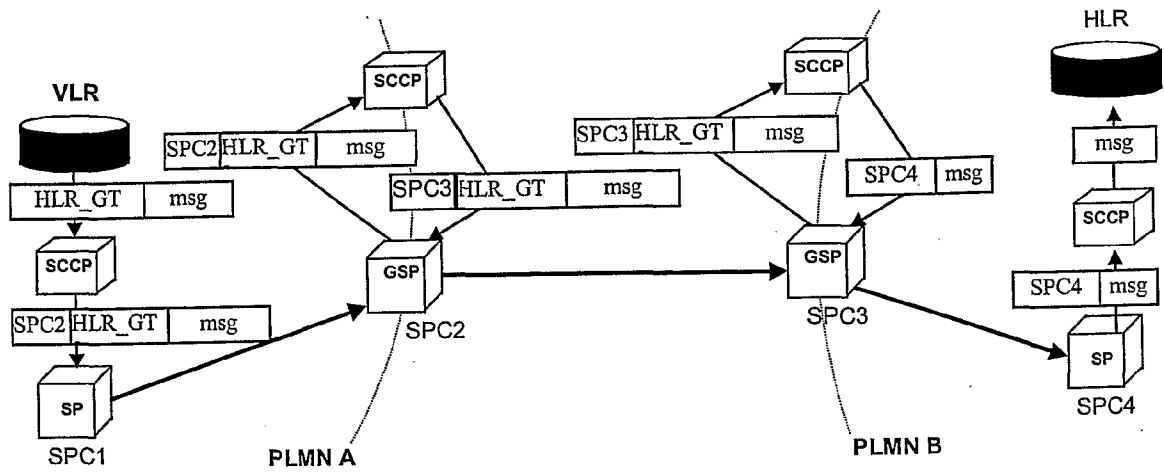 VLR
HLR_GT msg
SCCP
SPC2 HLR_GT msg
SP
SPC1
SCCP
SPC2 HLR_GT msg
SPC3 HLR_GT msg
GSP
SPC2
PLMN A
SCCP
SPC3 HLR_GT msg
SPC4 msg
GSP
SPC3
PLMN B
HLR
msg
SCCP
SPC4 msg
SP
SPC4